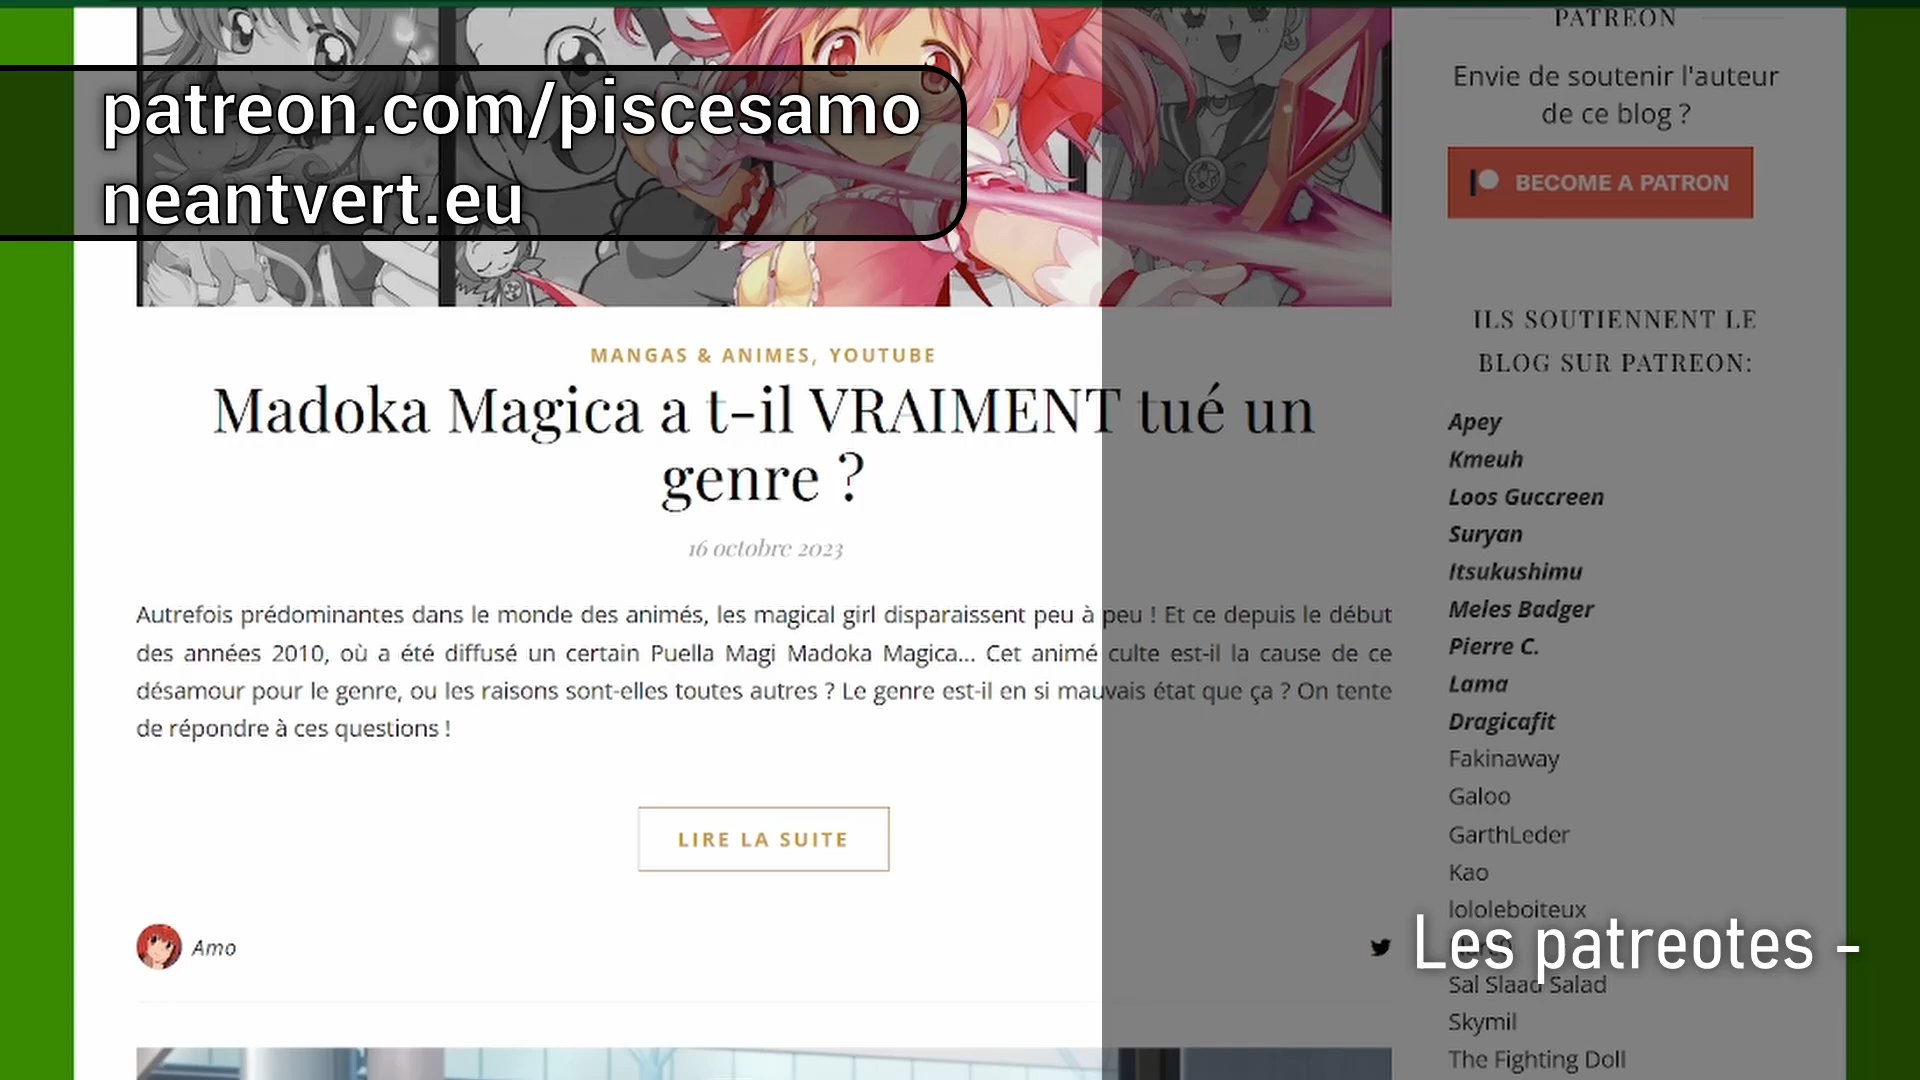 patreon.com/piscesamo
neantvert.eu
MANGAS & ANIMES, YOUTUBE
Madoka Magica a t-il VRAIMENT tué un
genre ?
16 octobre 2023
Autrefois prédominantes dans le monde des animés, les magical girl disparaissent peu à peu ! Et ce depuis le début
des années 2010, où a été diffusé un certain Puella Magi Madoka Magica... Cet animé culte est-il la cause de ce
désamour pour le genre, ou les raisons sont-elles toutes autres ? Le genre est-il en si mauvais état que ça ? On tente
de répondre à ces questions !
LIRE LA SUITE
Amo
PATREON
Envie de soutenir l'auteur
de ce blog ?
BECOME A PATRON
ILS SOUTIENNENT LE
BLOG SUR PATREON:
Apey
Kmeuh
Loos Guccreen
Suryan
Itsukushimu
Meles Badger
Pierre C.
Lama
Dragicafit
Fakinaway
Galoo
GarthLeder
Kao
lololeboiteux
Les patreotes -
Sal Slaad Salad
Skymil
The Fighting Doll